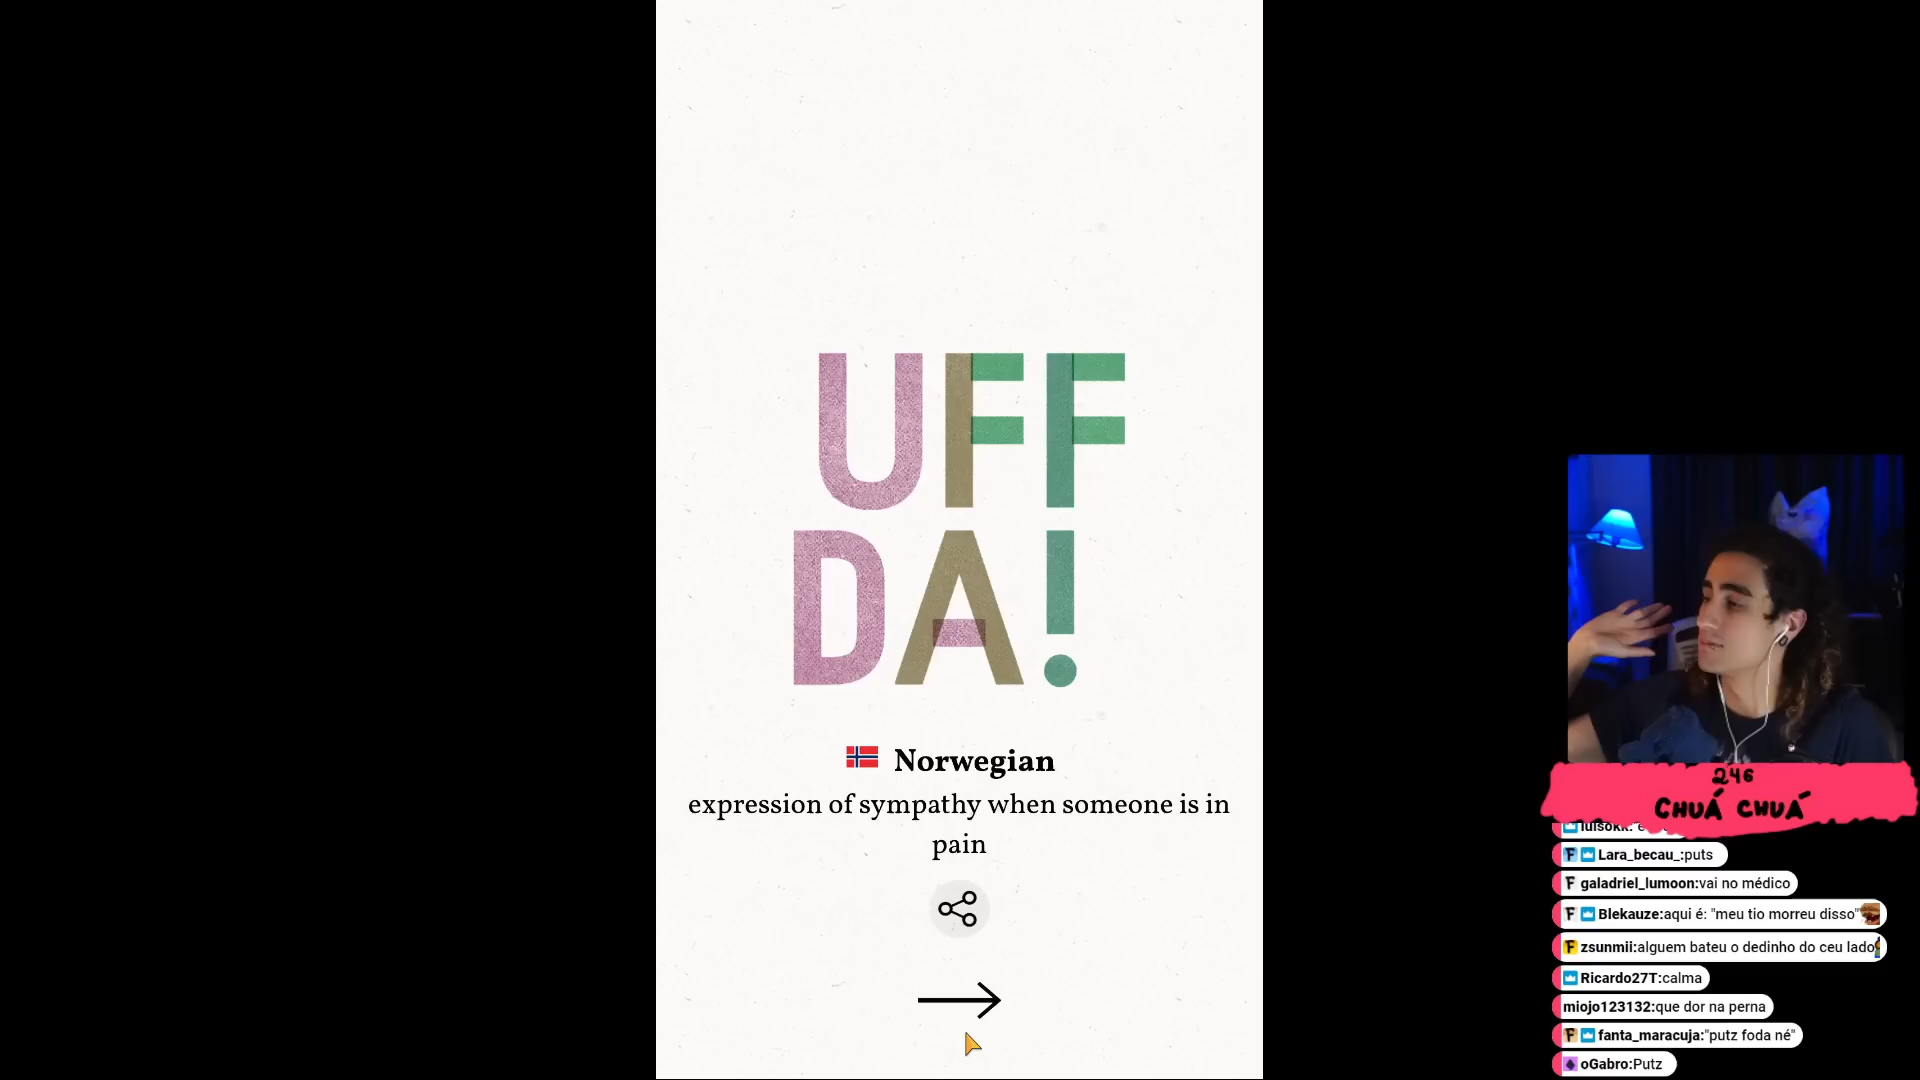 UFF
DA!
Norwegian
expression of sympathy when someone is in
pain
246
CHUÁ CHUÁ
Lara_becau_:puts
galadriel_lumoon:vai no médico
Blekauze:aqui é: "meu tio morreu disso"
zsunmii:alguem bateu o dedinho do ceu lado
Ricardo27T:calma
miojo123132:que dor na perna
fanta_maracuja:"putz foda né"
oGabro:Putz